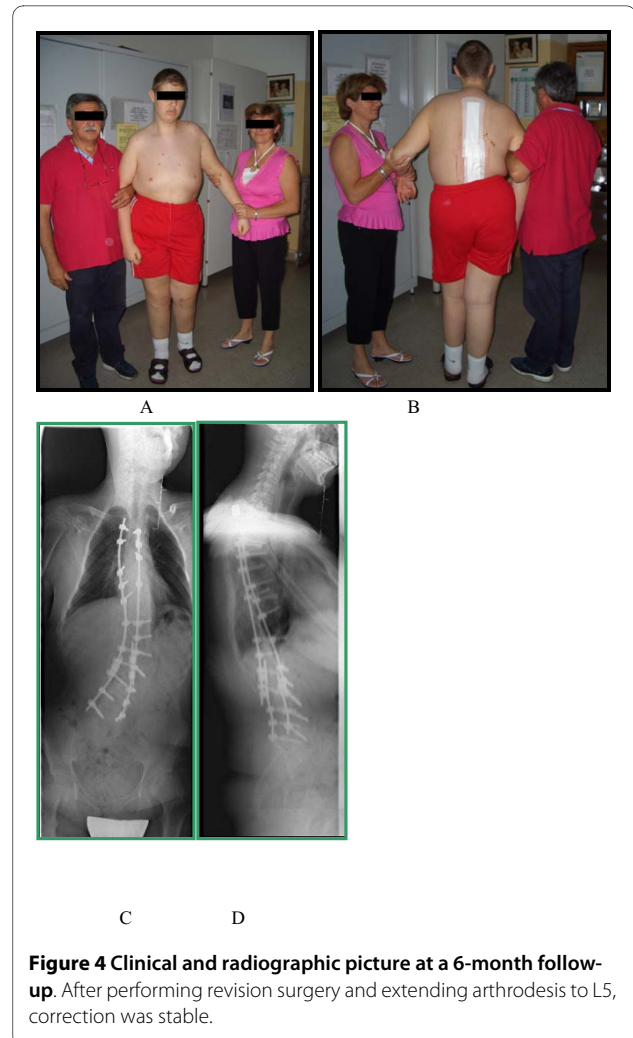 A B
C D
Figure 4 Clinical and radiographic picture at a 6-month follow-
up. After performing revision surgery and extending arthrodesis to L5,
correction was stable.